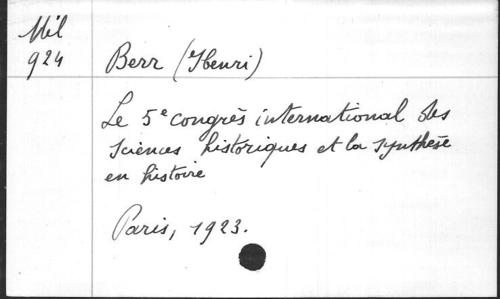 Mil
924
Berr (Henri)
Le 5e congrès international des
sciences historiques et la synthèse
en histoire
Paris, 1923.